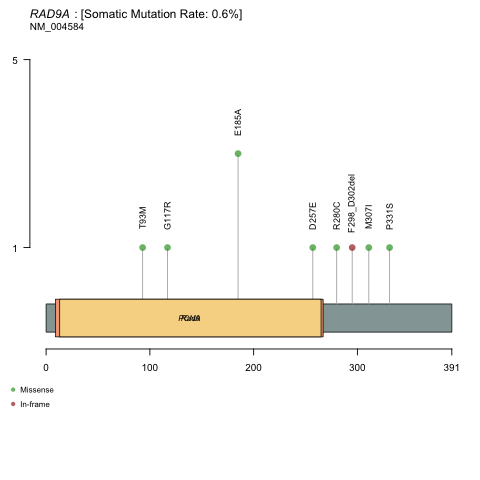 RAD9A : [Somatic Mutation Rate: 0.6%]
NM_004584
5
1
T93M
G117R
E185A
D257E
R280C
F298_D302del
M307I
P331S
0
100
200
300
391
Missense
In-frame